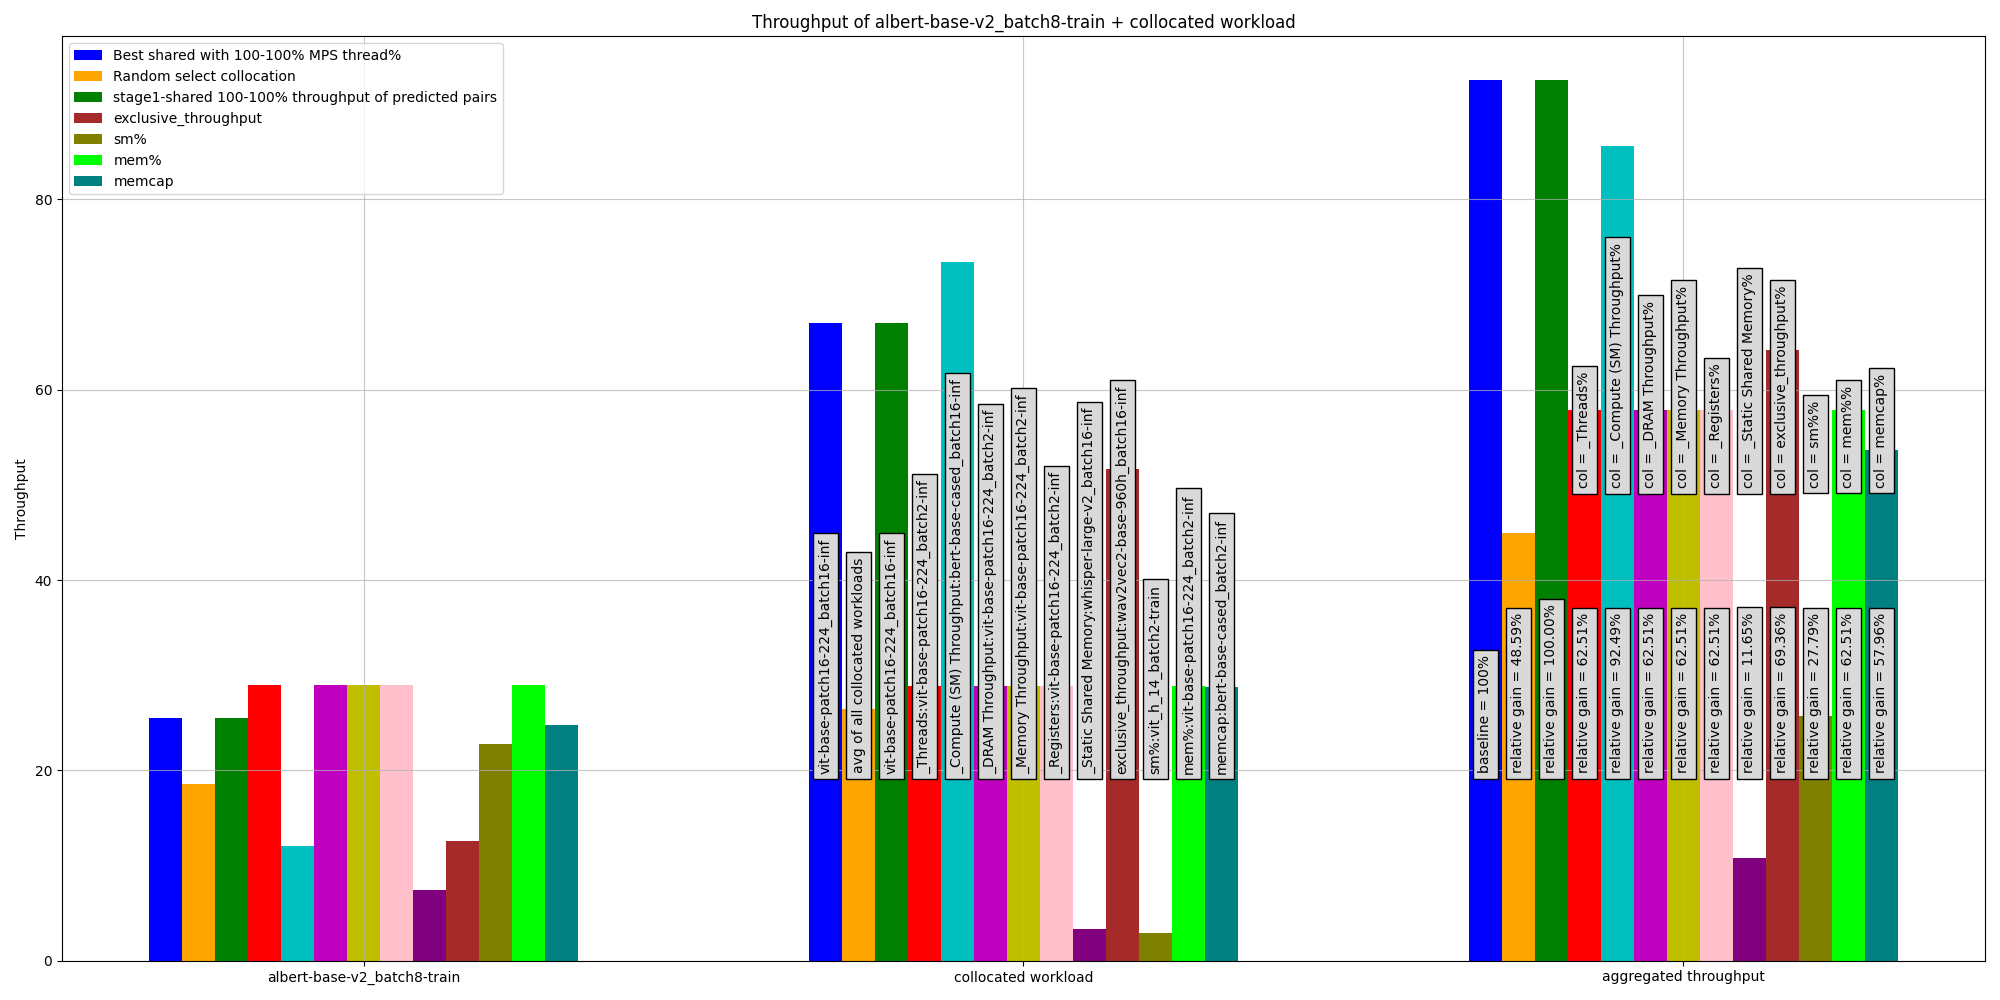 Throughput of albert-base-v2_batch8-train + collocated workload
Best shared with 100-100% MPS thread%
Random select collocation
stage1-shared 100-100% throughput of predicted pairs
exclusive_throughput
sm%
mem%
memcap
Throughput
80
60
40
20
0
vit-base-patch16-224_batch16-inf
avg of all collocated workloads
vit-base-patch16-224_batch16-inf
_Threads:vit-base-patch16-224_batch2-inf
_Compute (SM) Throughput:bert-base-cased_batch16-inf
_DRAM Throughput:vit-base-patch16-224_batch2-inf
_Memory Throughput:vit-base-patch16-224_batch2-inf
_Registers:vit-base-patch16-224_batch2-inf
_Static Shared Memory:whisper-large-v2_batch16-inf
exclusive_throughput:wav2vec2-base-960h_batch16-inf
sm%:vit_h_14_batch2-train
mem%:vit-base-patch16-224_batch2-inf
memcap:bert-base-cased_batch2-inf
col = _Threads%
col = _Compute (SM) Throughput%
col = _DRAM Throughput%
col = _Memory Throughput%
col = _Registers%
col = _Static Shared Memory%
col = exclusive_throughput%
col = sm%%
col = mem%%
col = memcap%
baseline = 100%
relative gain = 48.59%
relative gain = 100.00%
relative gain = 62.51%
relative gain = 92.49%
relative gain = 62.51%
relative gain = 62.51%
relative gain = 62.51%
relative gain = 11.65%
relative gain = 69.36%
relative gain = 27.79%
relative gain = 62.51%
relative gain = 57.96%
albert-base-v2_batch8-train
collocated workload
aggregated throughput